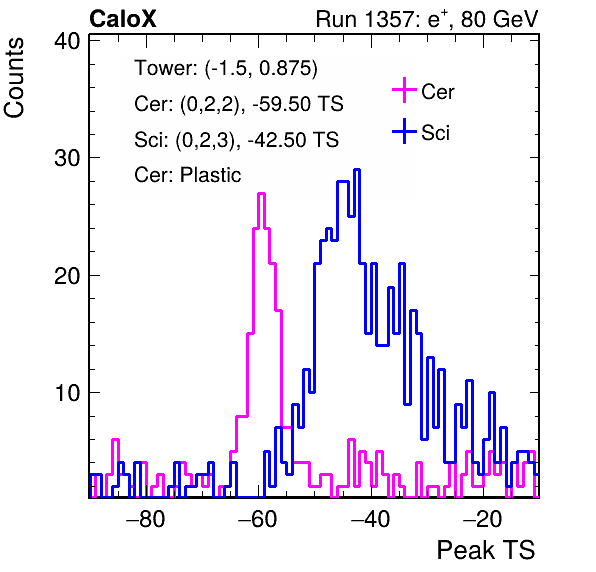 CaloX Run 1357: e⁺, 80 GeV
Counts
40
30
20
10
Tower: (-1.5, 0.875)
Cer: (0,2,2), -59.50 TS
Sci: (0,2,3), -42.50 TS
Cer: Plastic
Cer
Sci
−80 −60 −40 −20
Peak TS